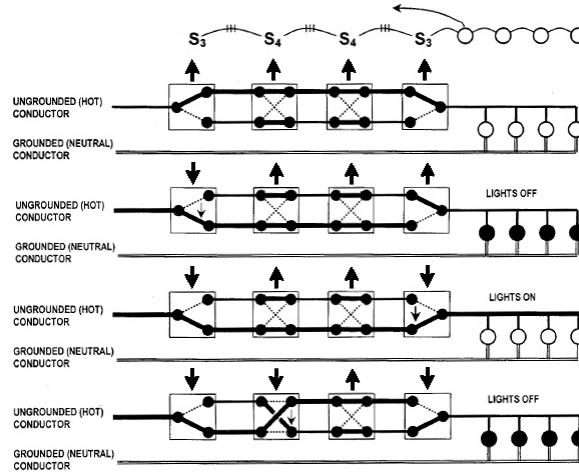 S3 S4 S4 S3
UNGROUNDED (HOT)
CONDUCTOR
GROUNDED (NEUTRAL)
CONDUCTOR
UNGROUNDED (HOT)
CONDUCTOR
LIGHTS OFF
GROUNDED (NEUTRAL)
CONDUCTOR
UNGROUNDED (HOT)
CONDUCTOR
LIGHTS ON
GROUNDED (NEUTRAL)
CONDUCTOR
UNGROUNDED (HOT)
CONDUCTOR
LIGHTS OFF
GROUNDED (NEUTRAL)
CONDUCTOR